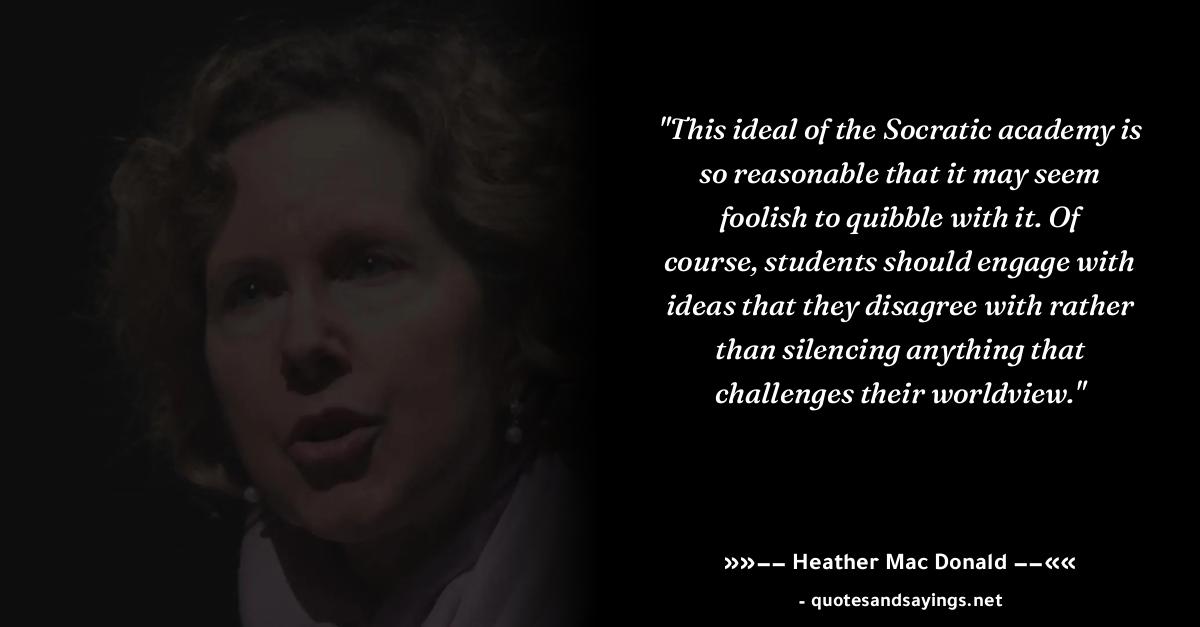 "This ideal of the Socratic academy is
so reasonable that it may seem
foolish to quibble with it. Of
course, students should engage with
ideas that they disagree with rather
than silencing anything that
challenges their worldview."
»»−− Heather Mac Donald −−««
- quotesandsayings.net